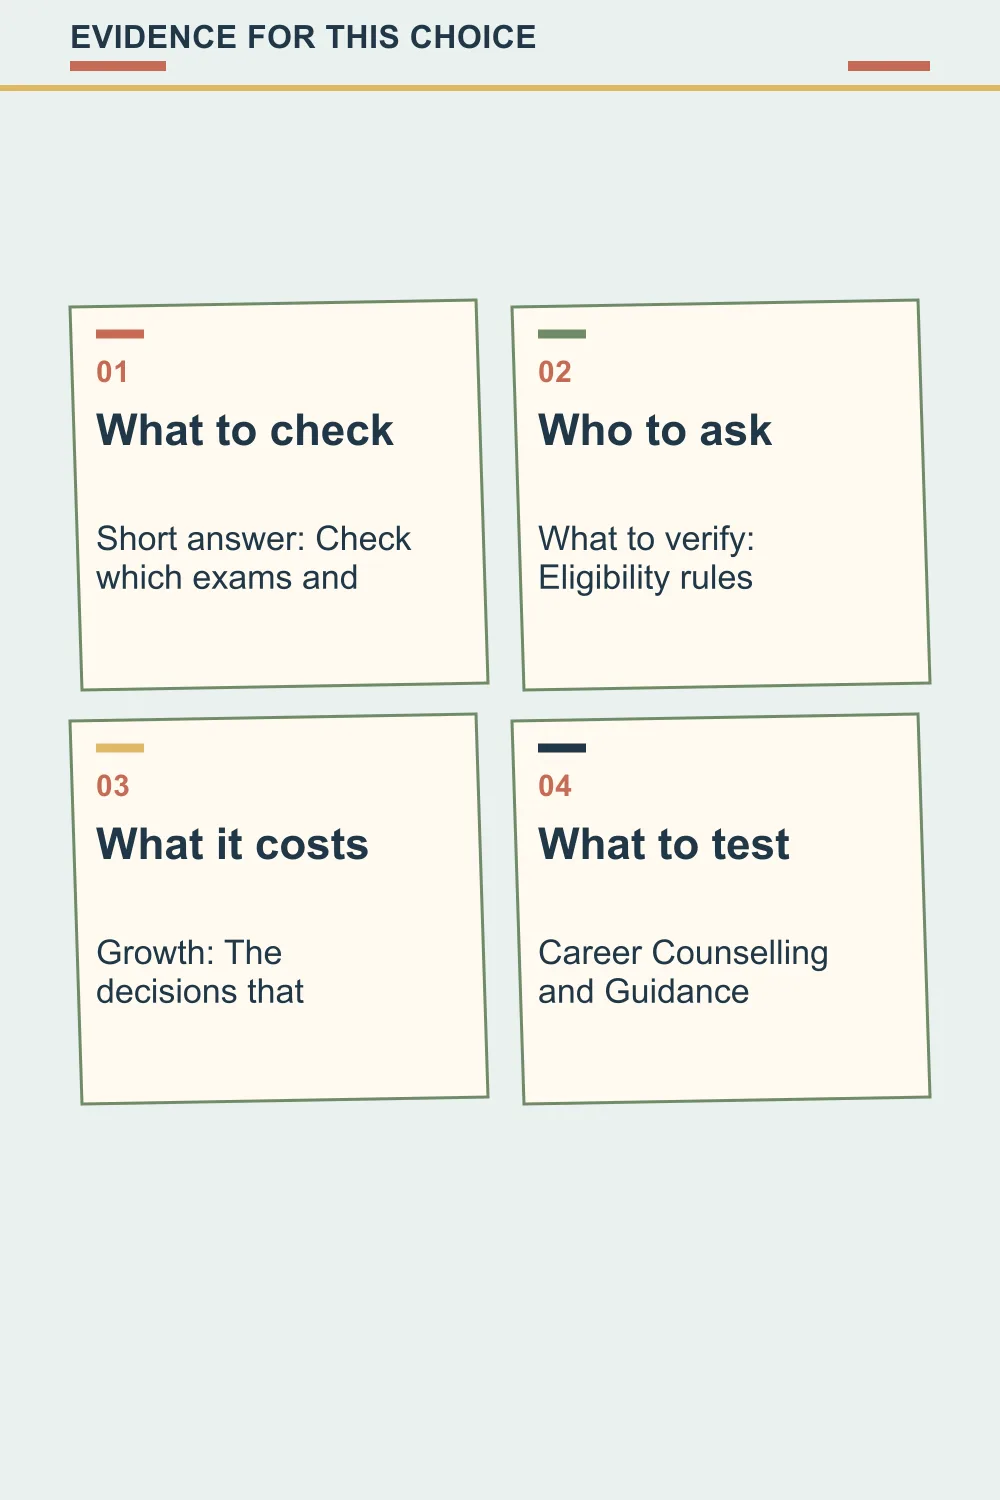 EVIDENCE FOR THIS CHOICE
01
What to check
Short answer: Check
which exams and
02
Who to ask
What to verify:
Eligibility rules
03
What it costs
Growth: The
decisions that
04
What to test
Career Counselling
and Guidance